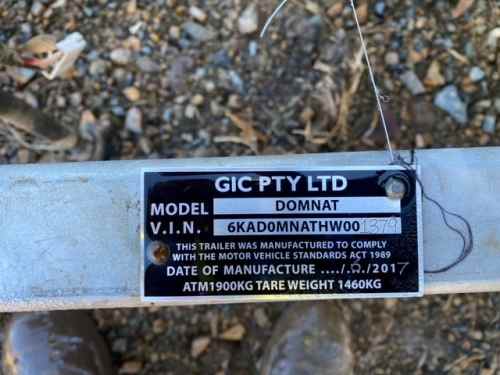 GIC PTY LTD
MODEL DOMNAT
V.I.N. 6KAD0MNATHW001379
THIS TRAILER WAS MANUFACTURED TO COMPLY
WITH THE MOTOR VEHICLE STANDARDS ACT 1989
DATE OF MANUFACTURE ..../ /2017
ATM1900KG TARE WEIGHT 1460KG